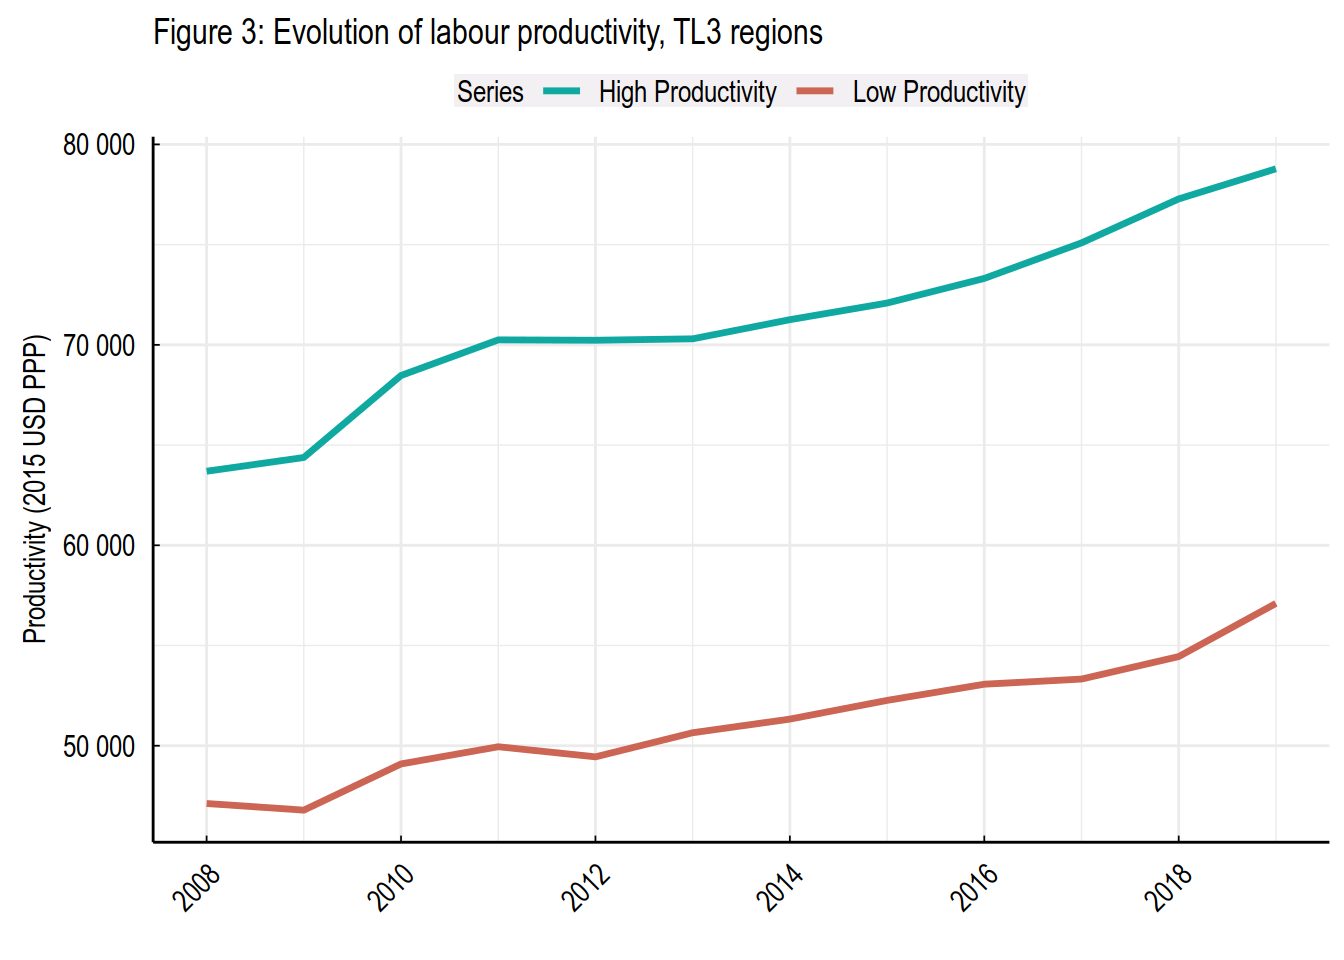 Figure 3: Evolution of labour productivity, TL3 regions
Series High Productivity Low Productivity
80 000
70 000
60 000
50 000
Productivity (2015 USD PPP)
2008 2010 2012 2014 2016 2018